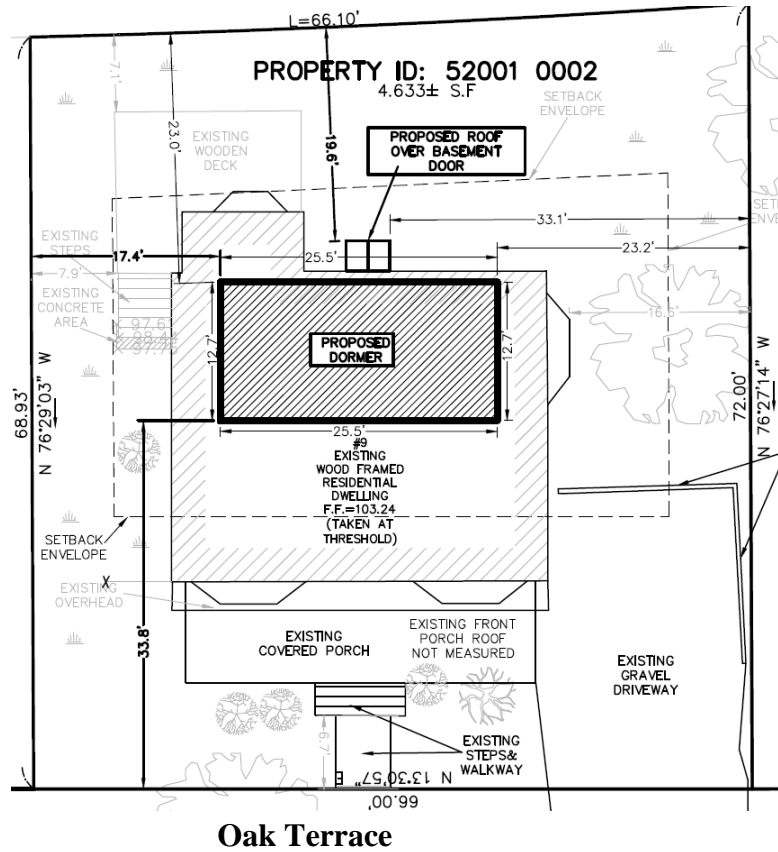 L=66.10'
PROPERTY ID: 52001 0002
4.633± S.F
7.1'
23.0'
19.6'
EXISTING
WOODEN
DECK
PROPOSED ROOF
OVER BASEMENT
DOOR
SETBACK
ENVELOPE
33.1'
23.2'
EXISTING
STEPS
17.4'
25.5'
7.9'
EXISTING
CONCRETE
AREA
16.6'
12.7'
PROPOSED
DORMER
12.7'
68.93'
N 76°29'03" W
72.00'
N 76°27'14" W
25.5'
#9
EXISTING
WOOD FRAMED
RESIDENTIAL
DWELLING
F.F.=103.24
(TAKEN AT
THRESHOLD)
SETBACK
ENVELOPE
X
EXISTING
OVERHEAD
33.8'
EXISTING
COVERED PORCH
EXISTING FRONT
PORCH ROOF
NOT MEASURED
EXISTING
GRAVEL
DRIVEWAY
6.7'
EXISTING
STEPS&
WALKWAY
N 13°30'57" E
66.00'
Oak Terrace